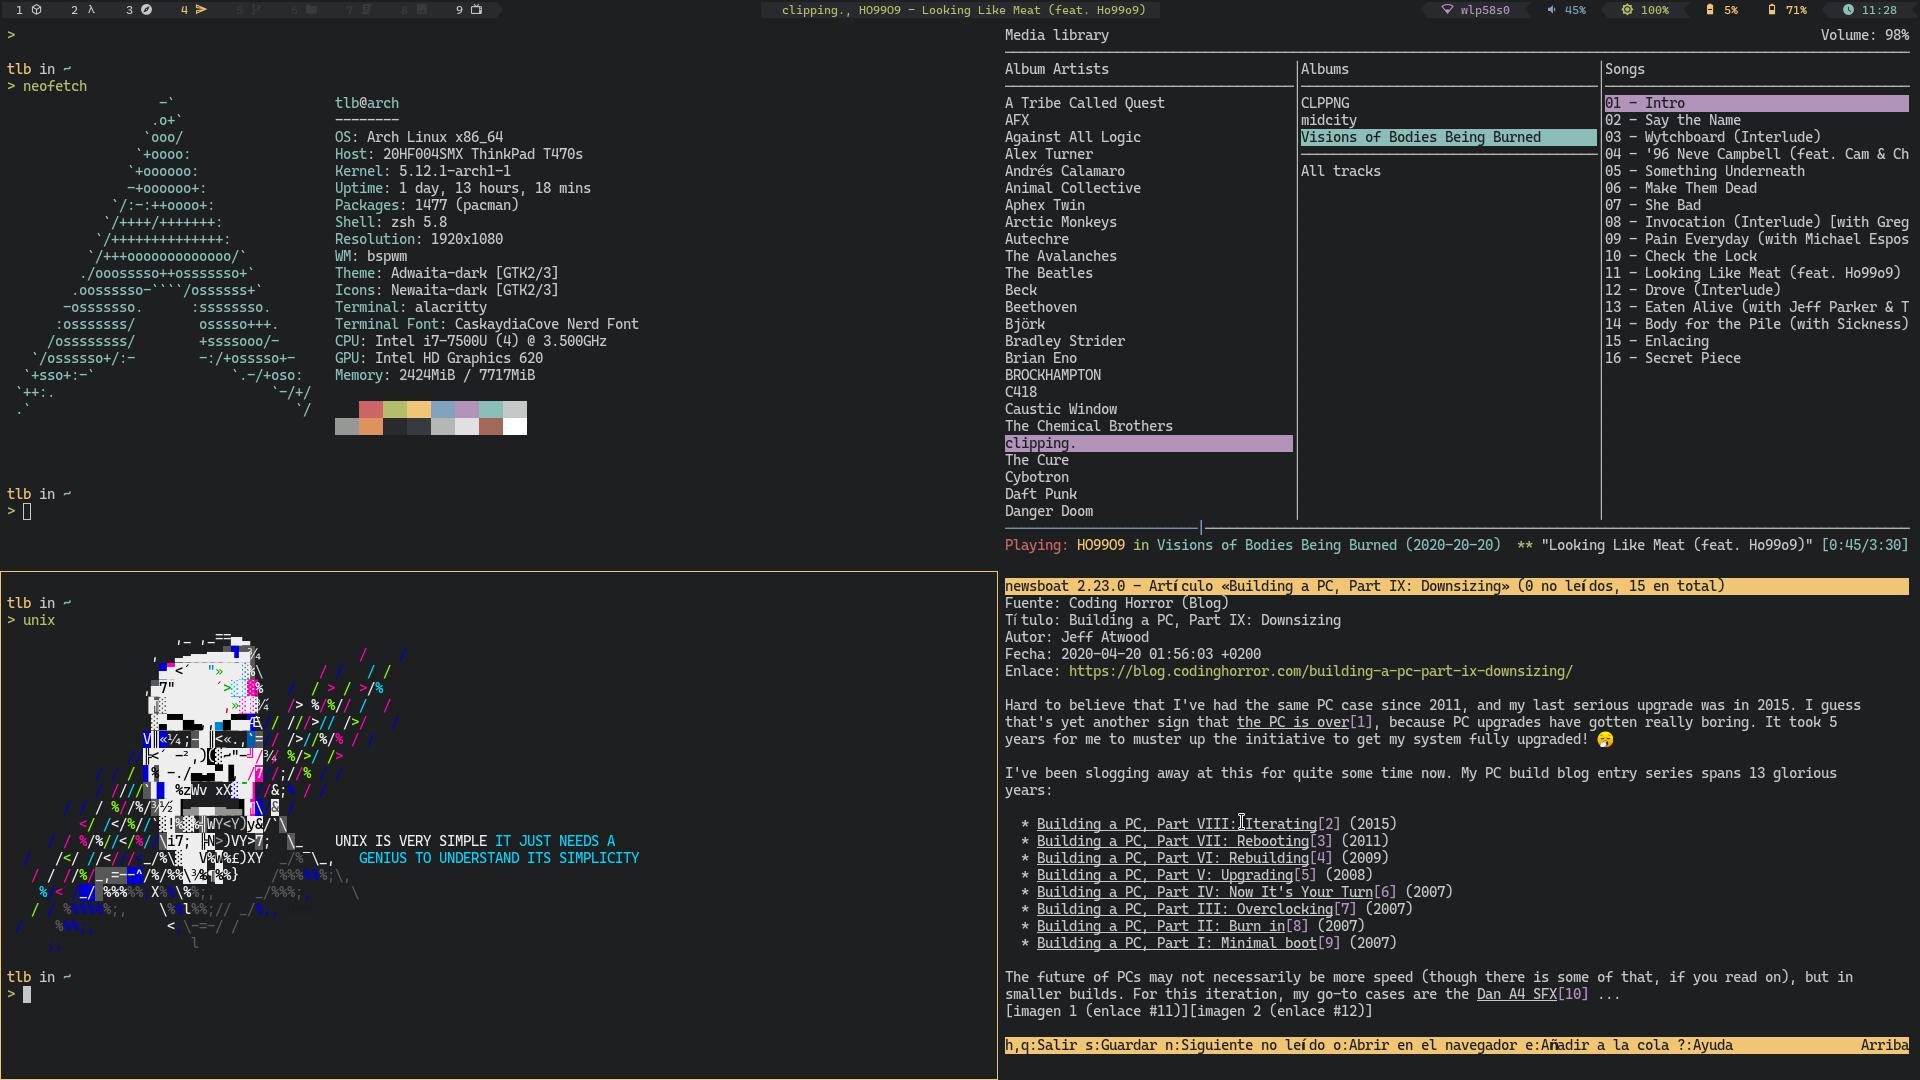 1 2 λ 3 4 5 6 7 8 9
clipping., HO99O9 – Looking Like Meat (feat. Ho99o9)
wlp58s0 45% 100% 5% 71% 11:28
>
tlb in ~
> neofetch
tlb@arch
--------
OS: Arch Linux x86_64
Host: 20HF004SMX ThinkPad T470s
Kernel: 5.12.1-arch1-1
Uptime: 1 day, 13 hours, 18 mins
Packages: 1477 (pacman)
Shell: zsh 5.8
Resolution: 1920x1080
WM: bspwm
Theme: Adwaita-dark [GTK2/3]
Icons: Newaita-dark [GTK2/3]
Terminal: alacritty
Terminal Font: CaskaydiaCove Nerd Font
CPU: Intel i7-7500U (4) @ 3.500GHz
GPU: Intel HD Graphics 620
Memory: 2424MiB / 7717MiB
tlb in ~
>
Media library
Volume: 98%
Album Artists
A Tribe Called Quest
AFX
Against All Logic
Alex Turner
Andrés Calamaro
Animal Collective
Aphex Twin
Arctic Monkeys
Autechre
The Avalanches
The Beatles
Beck
Beethoven
Björk
Bradley Strider
Brian Eno
BROCKHAMPTON
C418
Caustic Window
The Chemical Brothers
clipping.
The Cure
Cybotron
Daft Punk
Danger Doom
Albums
CLPPNG
midcity
Visions of Bodies Being Burned
All tracks
Songs
01 - Intro
02 - Say the Name
03 - Wytchboard (Interlude)
04 - '96 Neve Campbell (feat. Cam & Ch
05 - Something Underneath
06 - Make Them Dead
07 - She Bad
08 - Invocation (Interlude) [with Greg
09 - Pain Everyday (with Michael Espos
10 - Check the Lock
11 - Looking Like Meat (feat. Ho99o9)
12 - Drove (Interlude)
13 - Eaten Alive (with Jeff Parker & T
14 - Body for the Pile (with Sickness)
15 - Enlacing
16 - Secret Piece
Playing: HO99O9 in Visions of Bodies Being Burned (2020-20-20) ** "Looking Like Meat (feat. Ho99o9)" [0:45/3:30]
tlb in ~
> unix
UNIX IS VERY SIMPLE IT JUST NEEDS A
GENIUS TO UNDERSTAND ITS SIMPLICITY
tlb in ~
>
newsboat 2.23.0 - Artículo «Building a PC, Part IX: Downsizing» (0 no leídos, 15 en total)
Fuente: Coding Horror (Blog)
Título: Building a PC, Part IX: Downsizing
Autor: Jeff Atwood
Fecha: 2020-04-20 01:56:03 +0200
Enlace: https://blog.codinghorror.com/building-a-pc-part-ix-downsizing/
Hard to believe that I've had the same PC case since 2011, and my last serious upgrade was in 2015. I guess
that's yet another sign that the PC is over[1], because PC upgrades have gotten really boring. It took 5
years for me to muster up the initiative to get my system fully upgraded! 🥱
I've been slogging away at this for quite some time now. My PC build blog entry series spans 13 glorious
years:
* Building a PC, Part VIII: Iterating[2] (2015)
* Building a PC, Part VII: Rebooting[3] (2011)
* Building a PC, Part VI: Rebuilding[4] (2009)
* Building a PC, Part V: Upgrading[5] (2008)
* Building a PC, Part IV: Now It's Your Turn[6] (2007)
* Building a PC, Part III: Overclocking[7] (2007)
* Building a PC, Part II: Burn in[8] (2007)
* Building a PC, Part I: Minimal boot[9] (2007)
The future of PCs may not necessarily be more speed (though there is some of that, if you read on), but in
smaller builds. For this iteration, my go-to cases are the Dan A4 SFX[10] ...
[imagen 1 (enlace #11)][imagen 2 (enlace #12)]
h,q:Salir s:Guardar n:Siguiente no leído o:Abrir en el navegador e:Añadir a la cola ?:Ayuda
Arriba